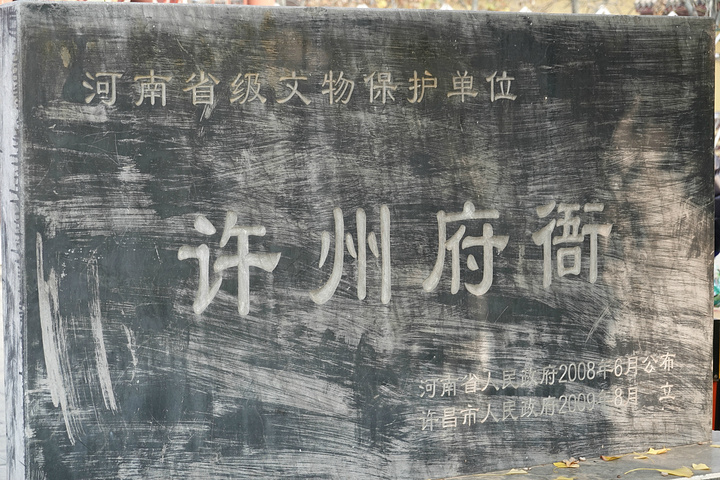 河南省级文物保护单位
许州府衙
河南省人民政府2008年6月公布
许昌市人民政府2009年8月 立